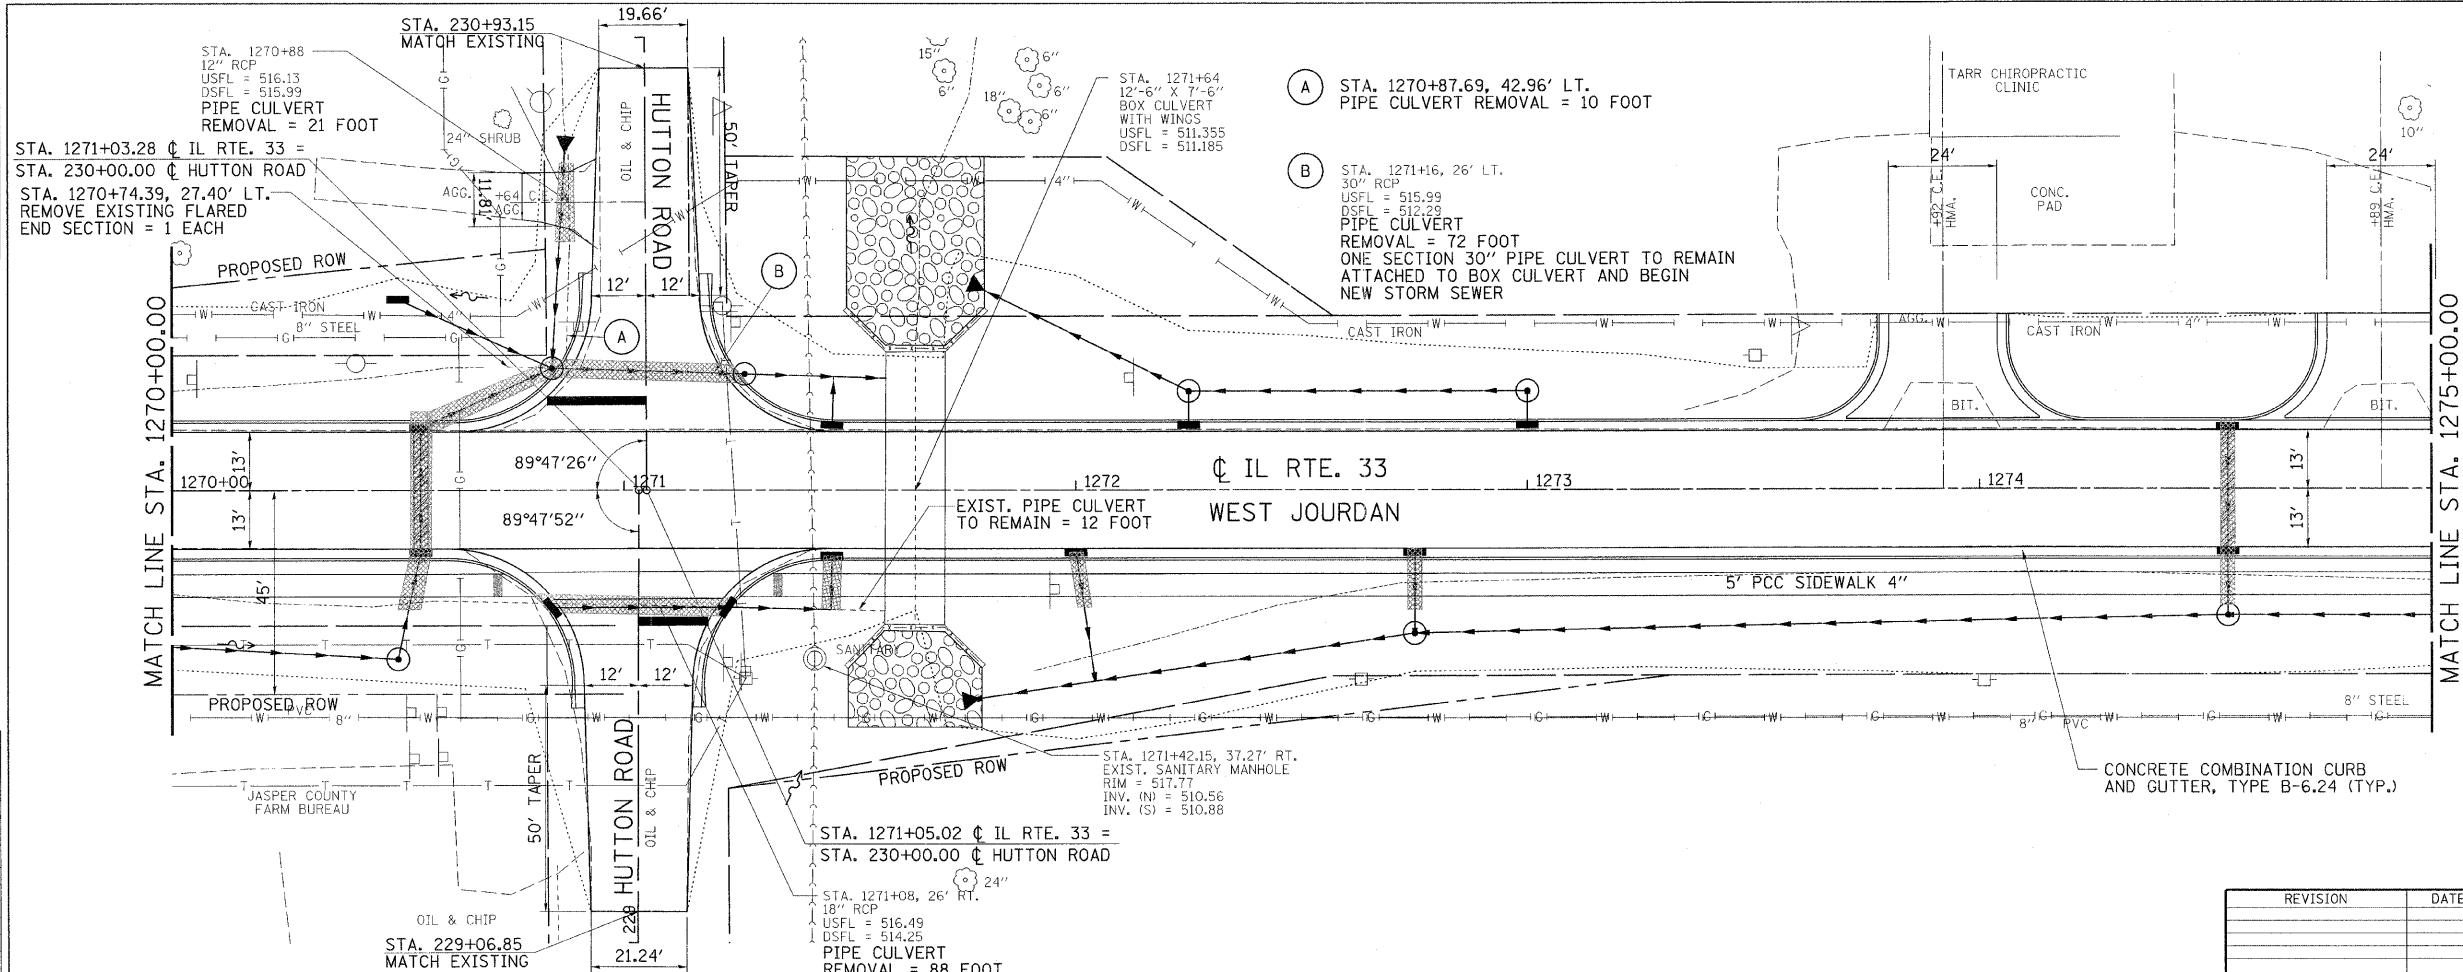 19.66'
STA. 230+93.15
MATCH EXISTING
STA. 1270+88
12" RCP
USFL = 516.13
DSFL = 515.99
PIPE CULVERT
REMOVAL = 21 FOOT
24" SHRUB
STA. 1271+03.28 ℄ IL RTE. 33 =
STA. 230+00.00 ℄ HUTTON ROAD
STA. 1270+74.39, 27.40' LT.
REMOVE EXISTING FLARED
END SECTION = 1 EACH
AGG.
11.81'
+64 C.E.
AGG
OIL & CHIP
HUTTON ROAD
50' TAPER
15"
6"
6"
6"
18"
6"
STA. 1271+64
12'-6" X 7'-6"
BOX CULVERT
WITH WINGS
USFL = 511.355
DSFL = 511.185
A STA. 1270+87.69, 42.96' LT.
PIPE CULVERT REMOVAL = 10 FOOT
B STA. 1271+16, 26' LT.
30" RCP
USFL = 515.99
DSFL = 512.29
PIPE CULVERT
REMOVAL = 72 FOOT
ONE SECTION 30" PIPE CULVERT TO REMAIN
ATTACHED TO BOX CULVERT AND BEGIN
NEW STORM SEWER
TARR CHIROPRACTIC
CLINIC
10"
24'
24'
CONC.
PAD
+92 C.E.
HMA.
+89 C.E.
HMA.
W
4"
W
W
PROPOSED ROW
12'
12'
B
A
W
CAST IRON
W
4"
W
8" STEEL
G
G
G
CAST IRON
W
W
W
W
AGG.
W
CAST IRON
W
4"
W
BIT.
BIT.
MATCH LINE STA. 1270+00.00
MATCH LINE STA. 1275+00.00
13'
13'
45'
1270+00
89°47'26"
89°47'52"
1271
1272
1273
1274
℄ IL RTE. 33
WEST JOURDAN
13'
13'
EXIST. PIPE CULVERT
TO REMAIN = 12 FOOT
5' PCC SIDEWALK 4"
T
T
T
T
SANITARY
12'
12'
PROPOSED ROW
W
PVC
8"
W
G
W
G
W
G
W
G
W
G
W
G
W
G
W
G
W
8"
G
PVC
W
G
W
8" STEEL
G
50' TAPER
HUTTON ROAD
OIL & CHIP
229
T
T
T
T
JASPER COUNTY
FARM BUREAU
PROPOSED ROW
STA. 1271+42.15, 37.27' RT.
EXIST. SANITARY MANHOLE
RIM = 517.77
INV. (N) = 510.56
INV. (S) = 510.88
CONCRETE COMBINATION CURB
AND GUTTER, TYPE B-6.24 (TYP.)
STA. 1271+05.02 ℄ IL RTE. 33 =
STA. 230+00.00 ℄ HUTTON ROAD
24"
STA. 1271+08, 26' RT.
18" RCP
USFL = 516.49
DSFL = 514.25
PIPE CULVERT
REMOVAL = 88 FOOT
OIL & CHIP
STA. 229+06.85
MATCH EXISTING
21.24'
REVISION
DATE